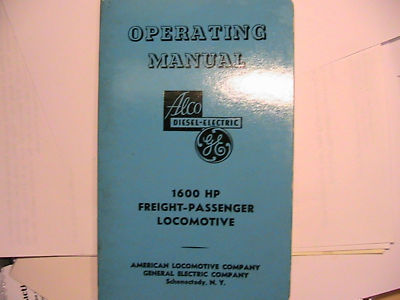 OPERATING
MANUAL
Alco
DIESEL-ELECTRIC
GE
1600 HP
FREIGHT-PASSENGER
LOCOMOTIVE
AMERICAN LOCOMOTIVE COMPANY
GENERAL ELECTRIC COMPANY
Schenectady, N. Y.